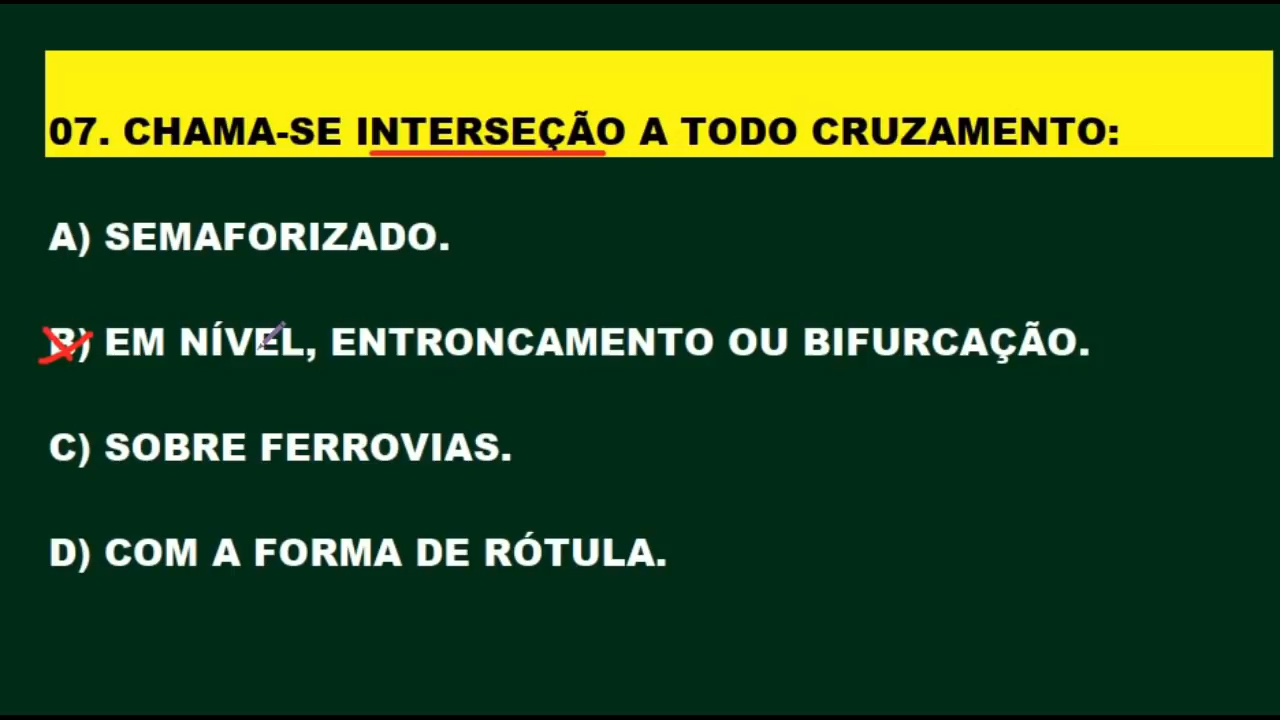 07. CHAMA-SE INTERSEÇÃO A TODO CRUZAMENTO:
A) SEMAFORIZADO.
B) EM NÍVEL, ENTRONCAMENTO OU BIFURCAÇÃO.
C) SOBRE FERROVIAS.
D) COM A FORMA DE RÓTULA.